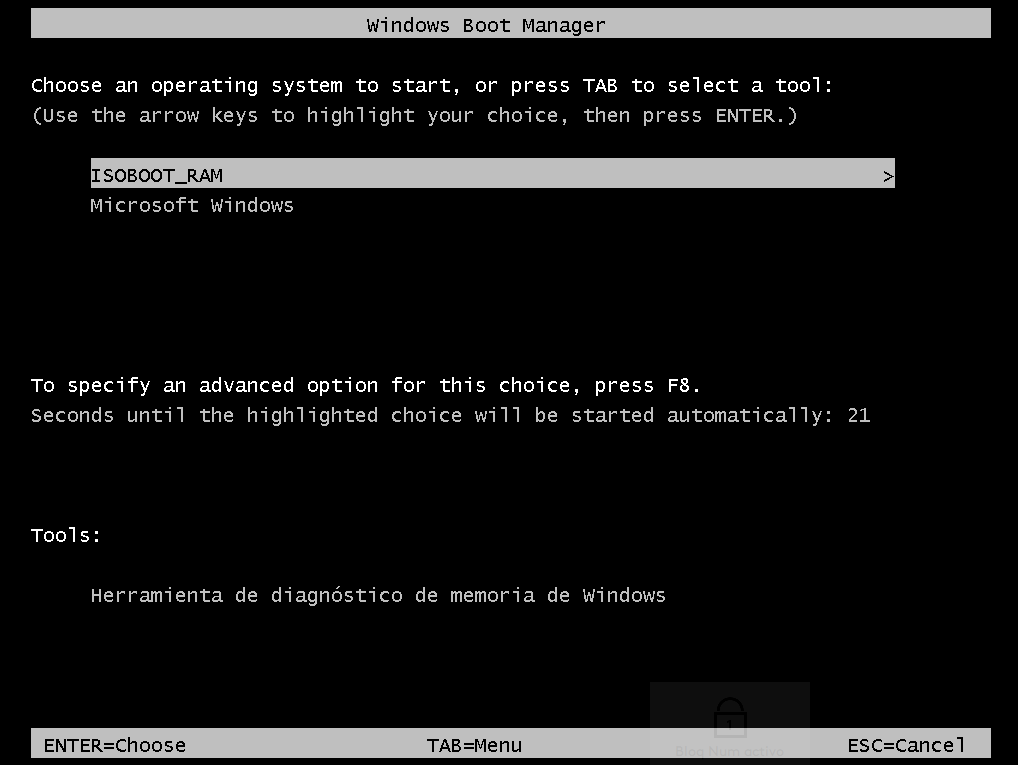 Windows Boot Manager
Choose an operating system to start, or press TAB to select a tool:
(Use the arrow keys to highlight your choice, then press ENTER.)
ISOBOOT_RAM >
Microsoft Windows
To specify an advanced option for this choice, press F8.
Seconds until the highlighted choice will be started automatically: 21
Tools:
Herramienta de diagnóstico de memoria de Windows
1
ENTER=Choose TAB=Menu ESC=Cancel
Bloq Num activo